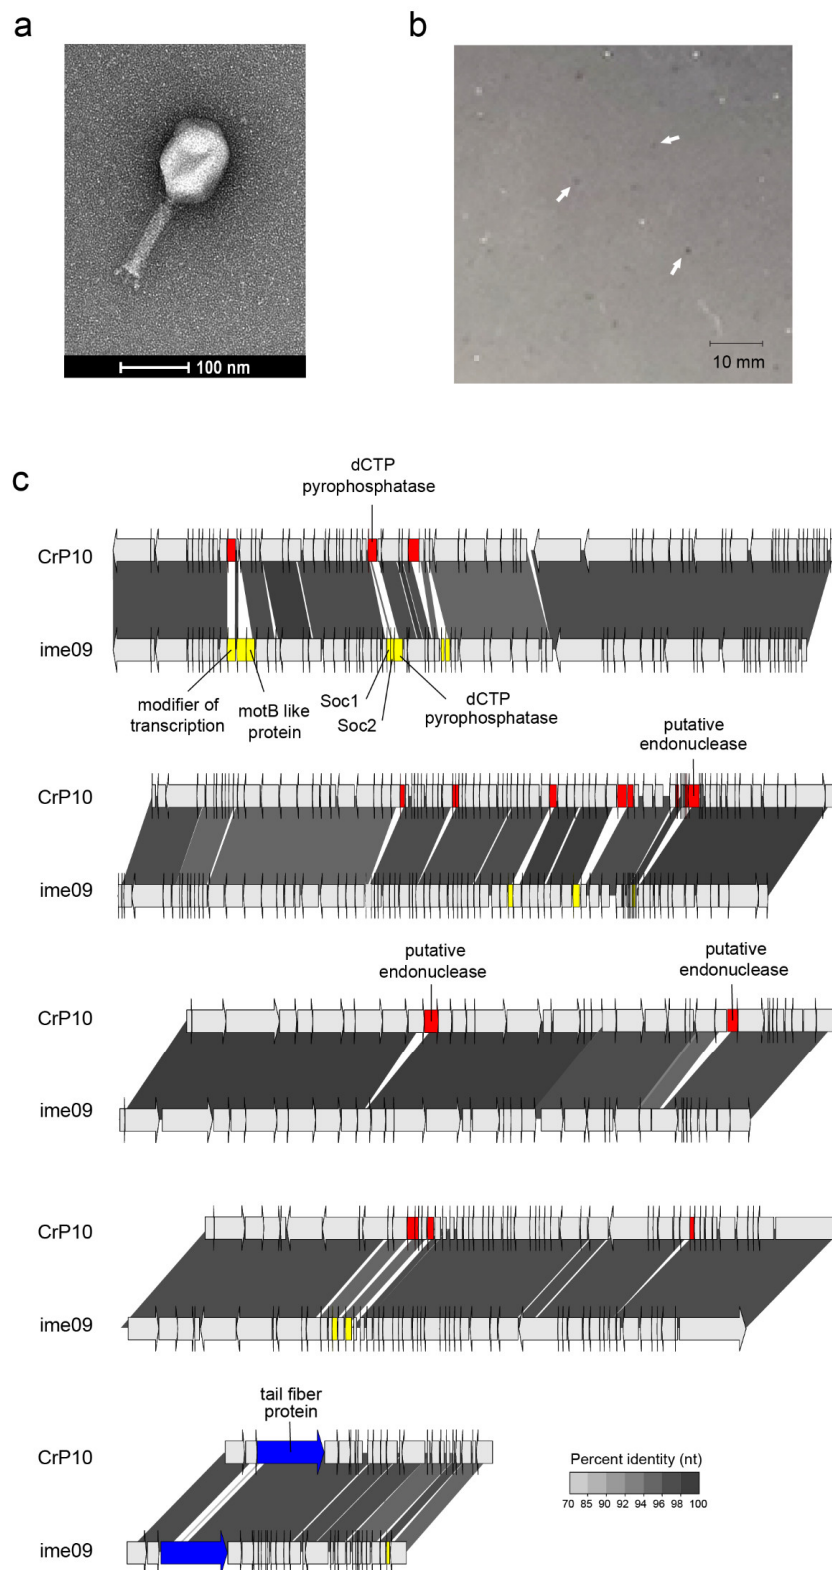 a
b
100 nm
10 mm
c
dCTP
pyrophosphatase
CrP10
ime09
modifier of
transcription
motB like
protein
Soc1
Soc2
dCTP
pyrophosphatase
putative
endonuclease
CrP10
ime09
putative
endonuclease
putative
endonuclease
CrP10
ime09
CrP10
ime09
tail fiber
protein
CrP10
Percent identity (nt)
70 85 90 92 94 96 98 100
ime09